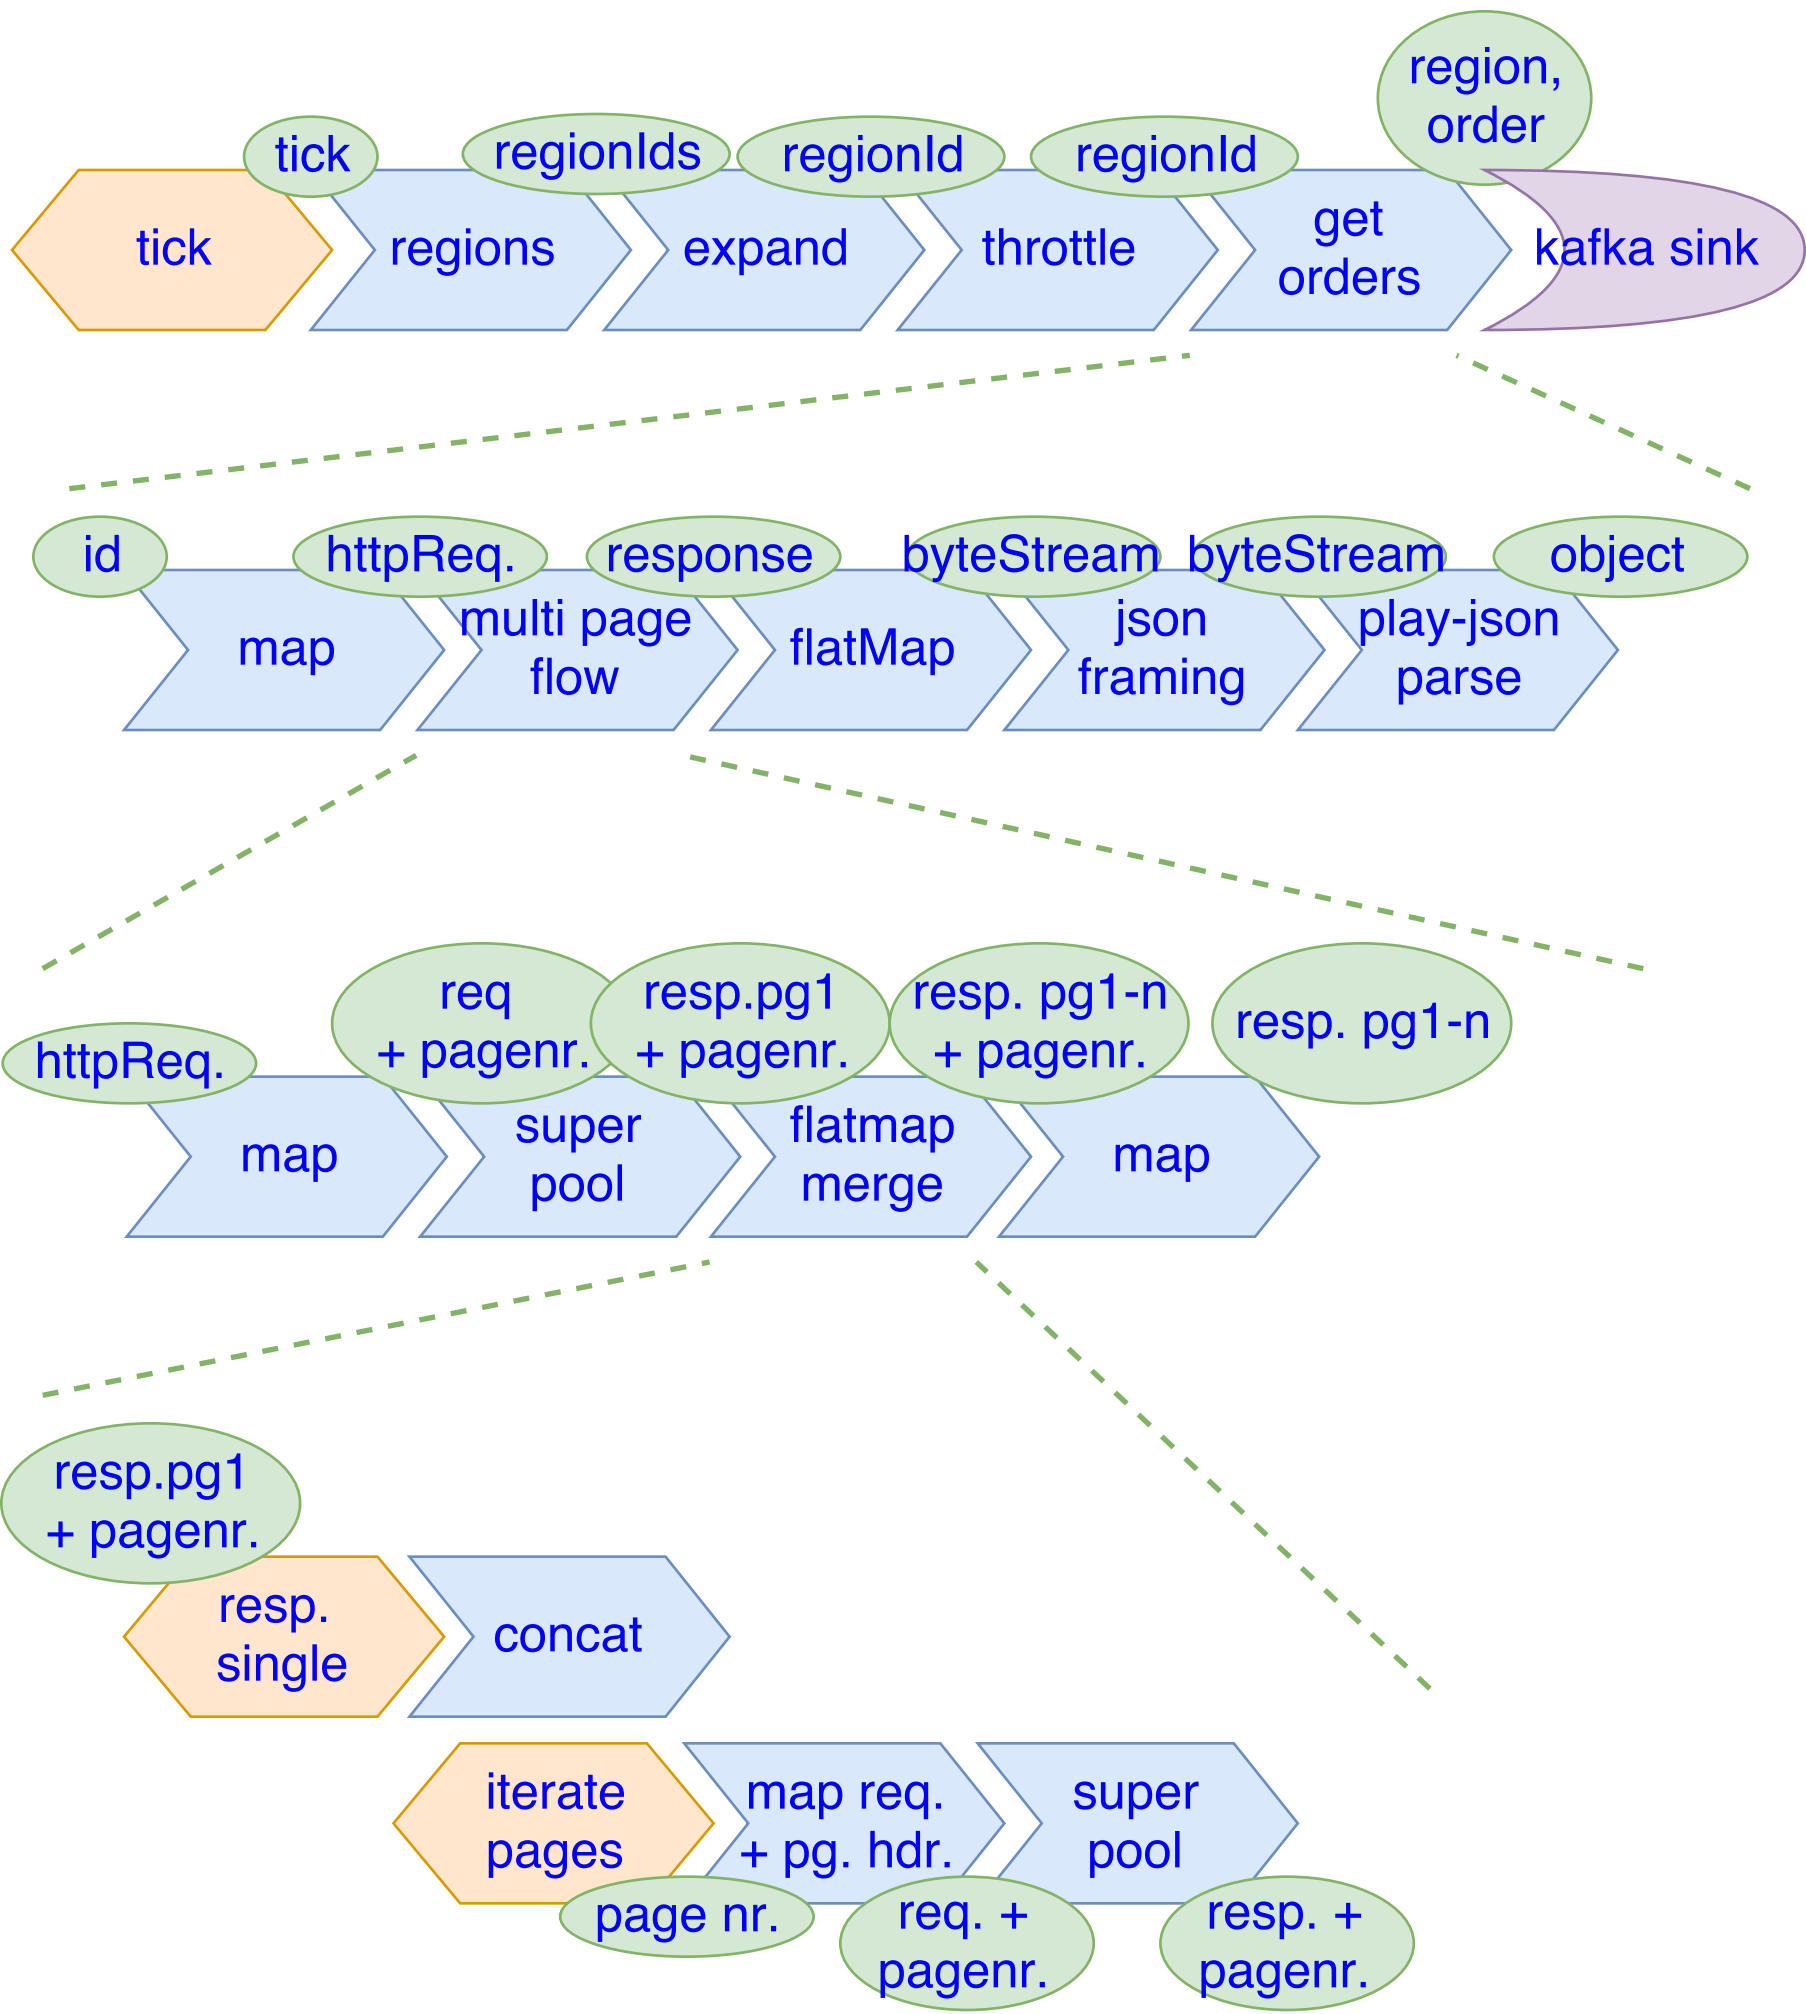 region,
order
tick
regionIds
regionId
regionId
tick
regions
expand
throttle
get
orders
kafka sink
id
httpReq.
response
byteStream
byteStream
object
map
multi page
flow
flatMap
json
framing
play-json
parse
httpReq.
req
+ pagenr.
resp.pg1
+ pagenr.
resp. pg1-n
+ pagenr.
resp. pg1-n
map
super
pool
flatmap
merge
map
resp.pg1
+ pagenr.
resp.
single
concat
iterate
pages
map req.
+ pg. hdr.
super
pool
page nr.
req. +
pagenr.
resp. +
pagenr.